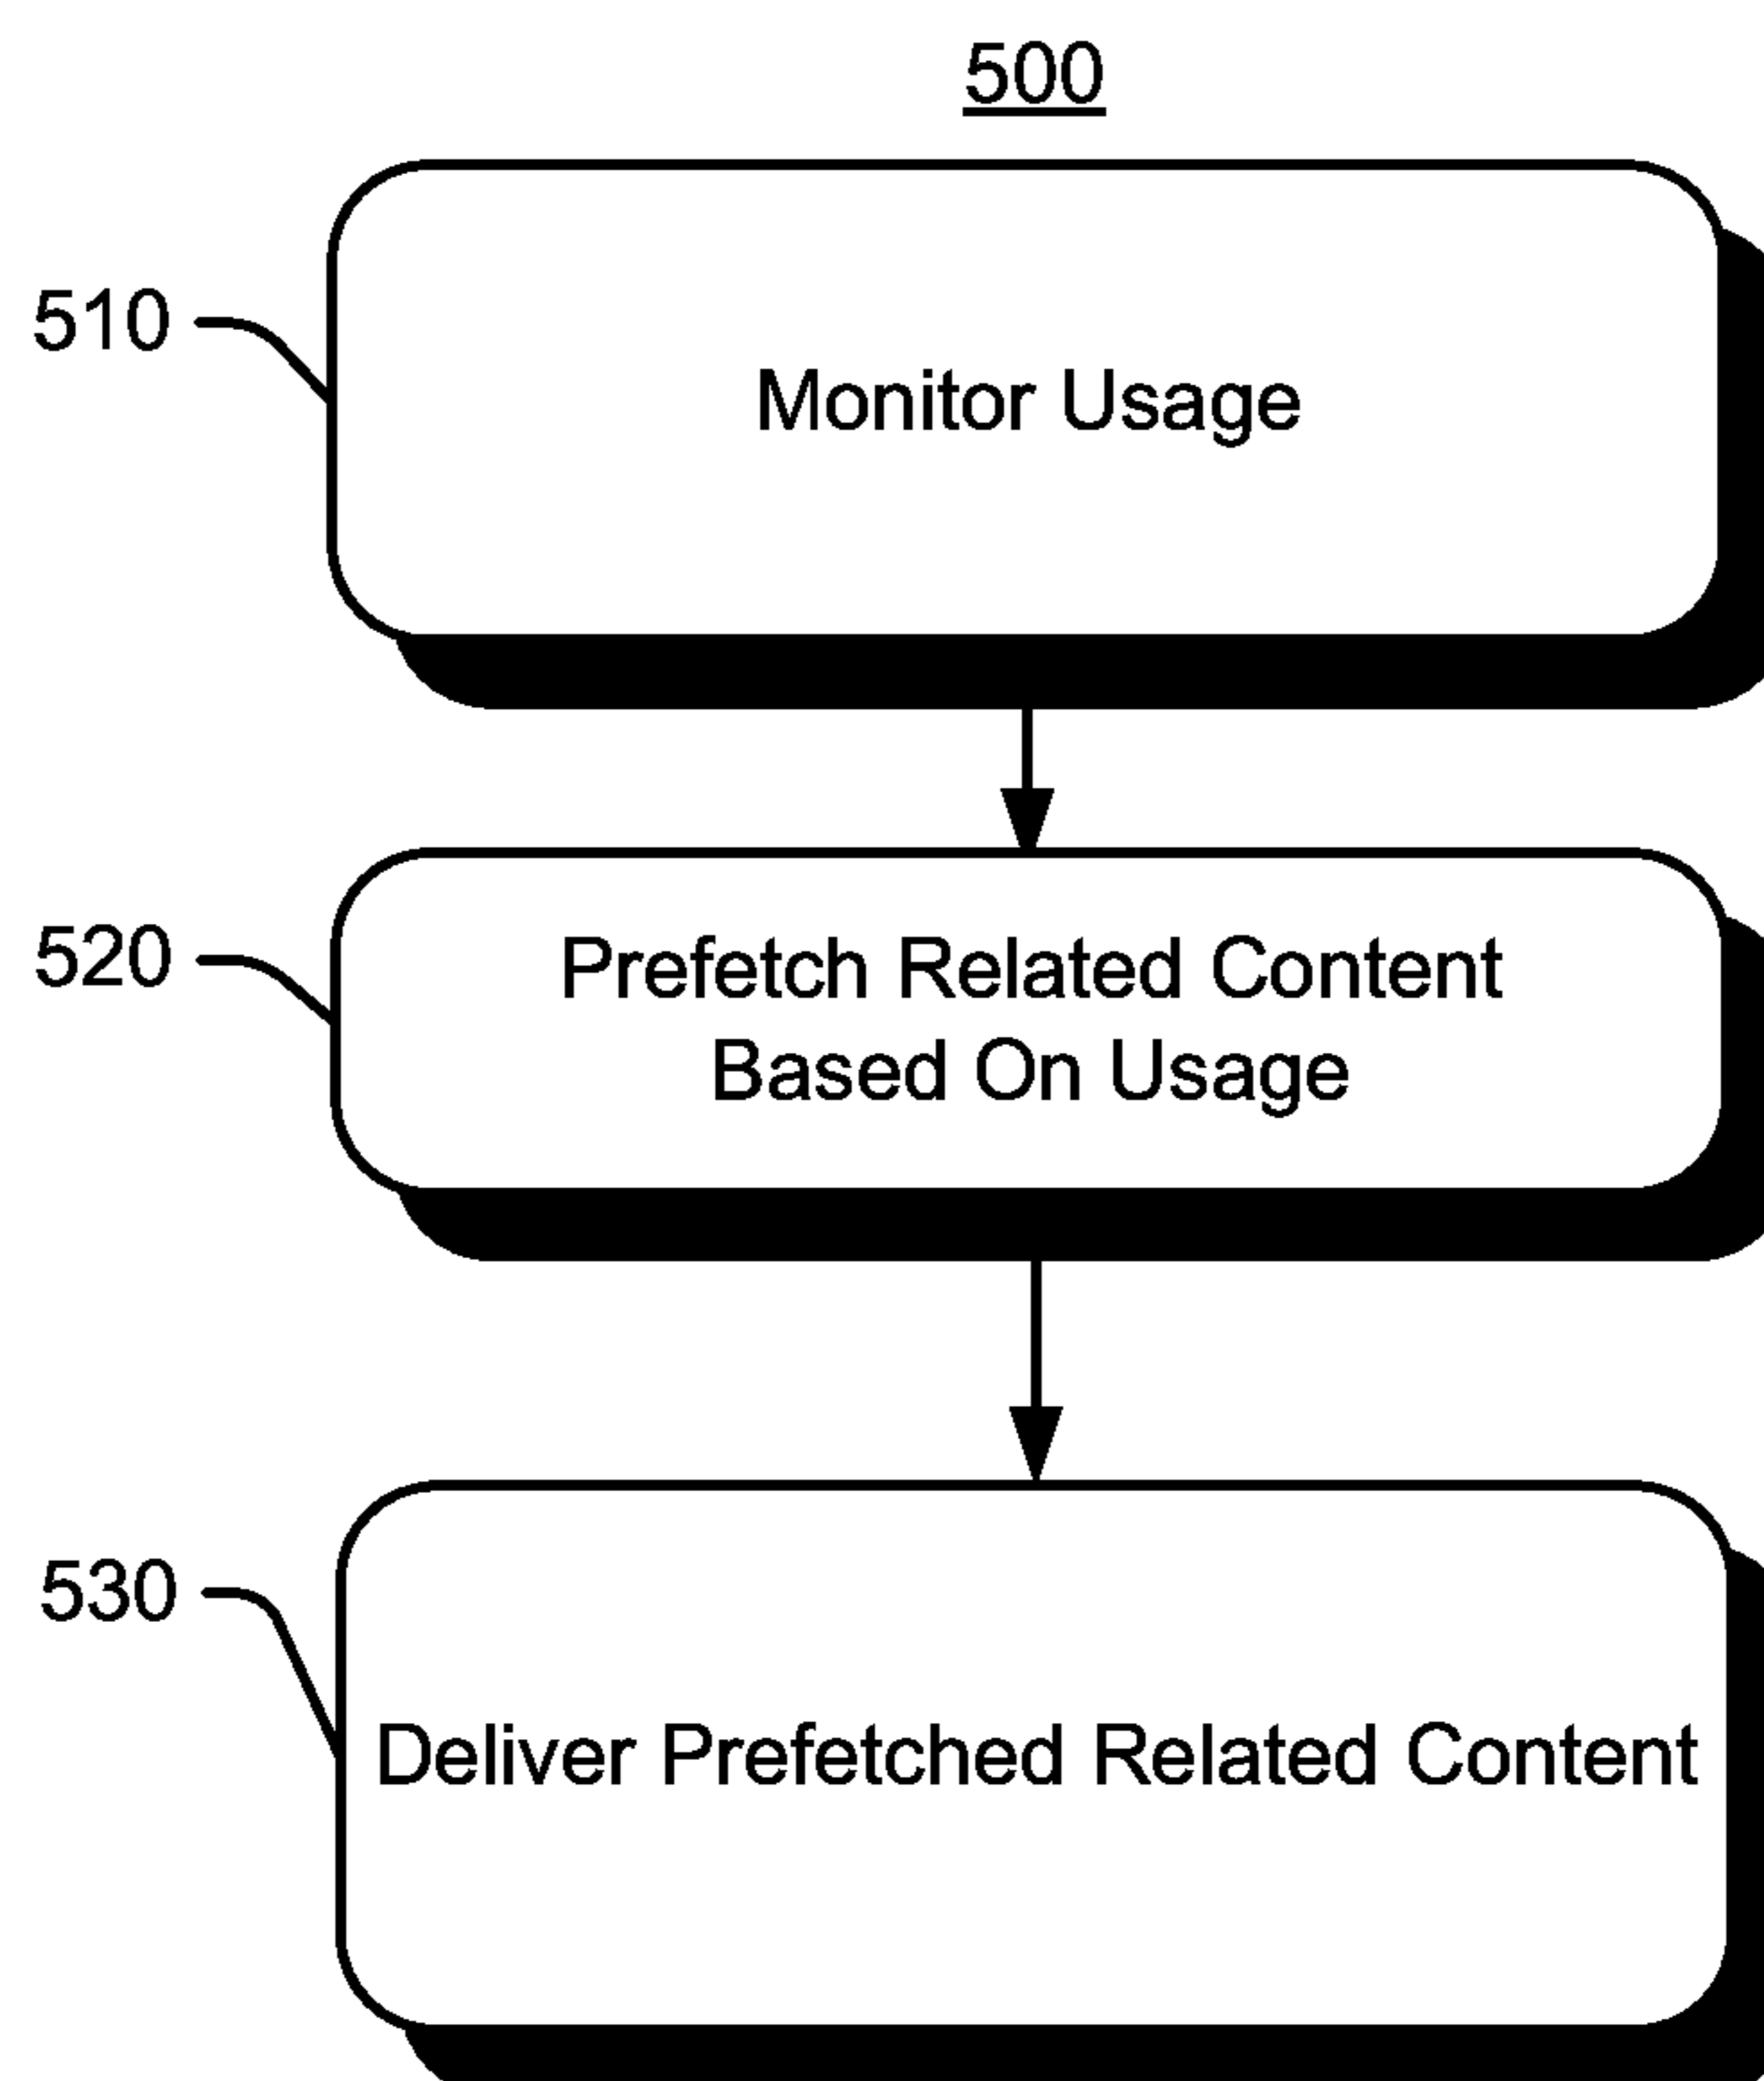 500
510
Monitor Usage
520
Prefetch Related Content
Based On Usage
530
Deliver Prefetched Related Content